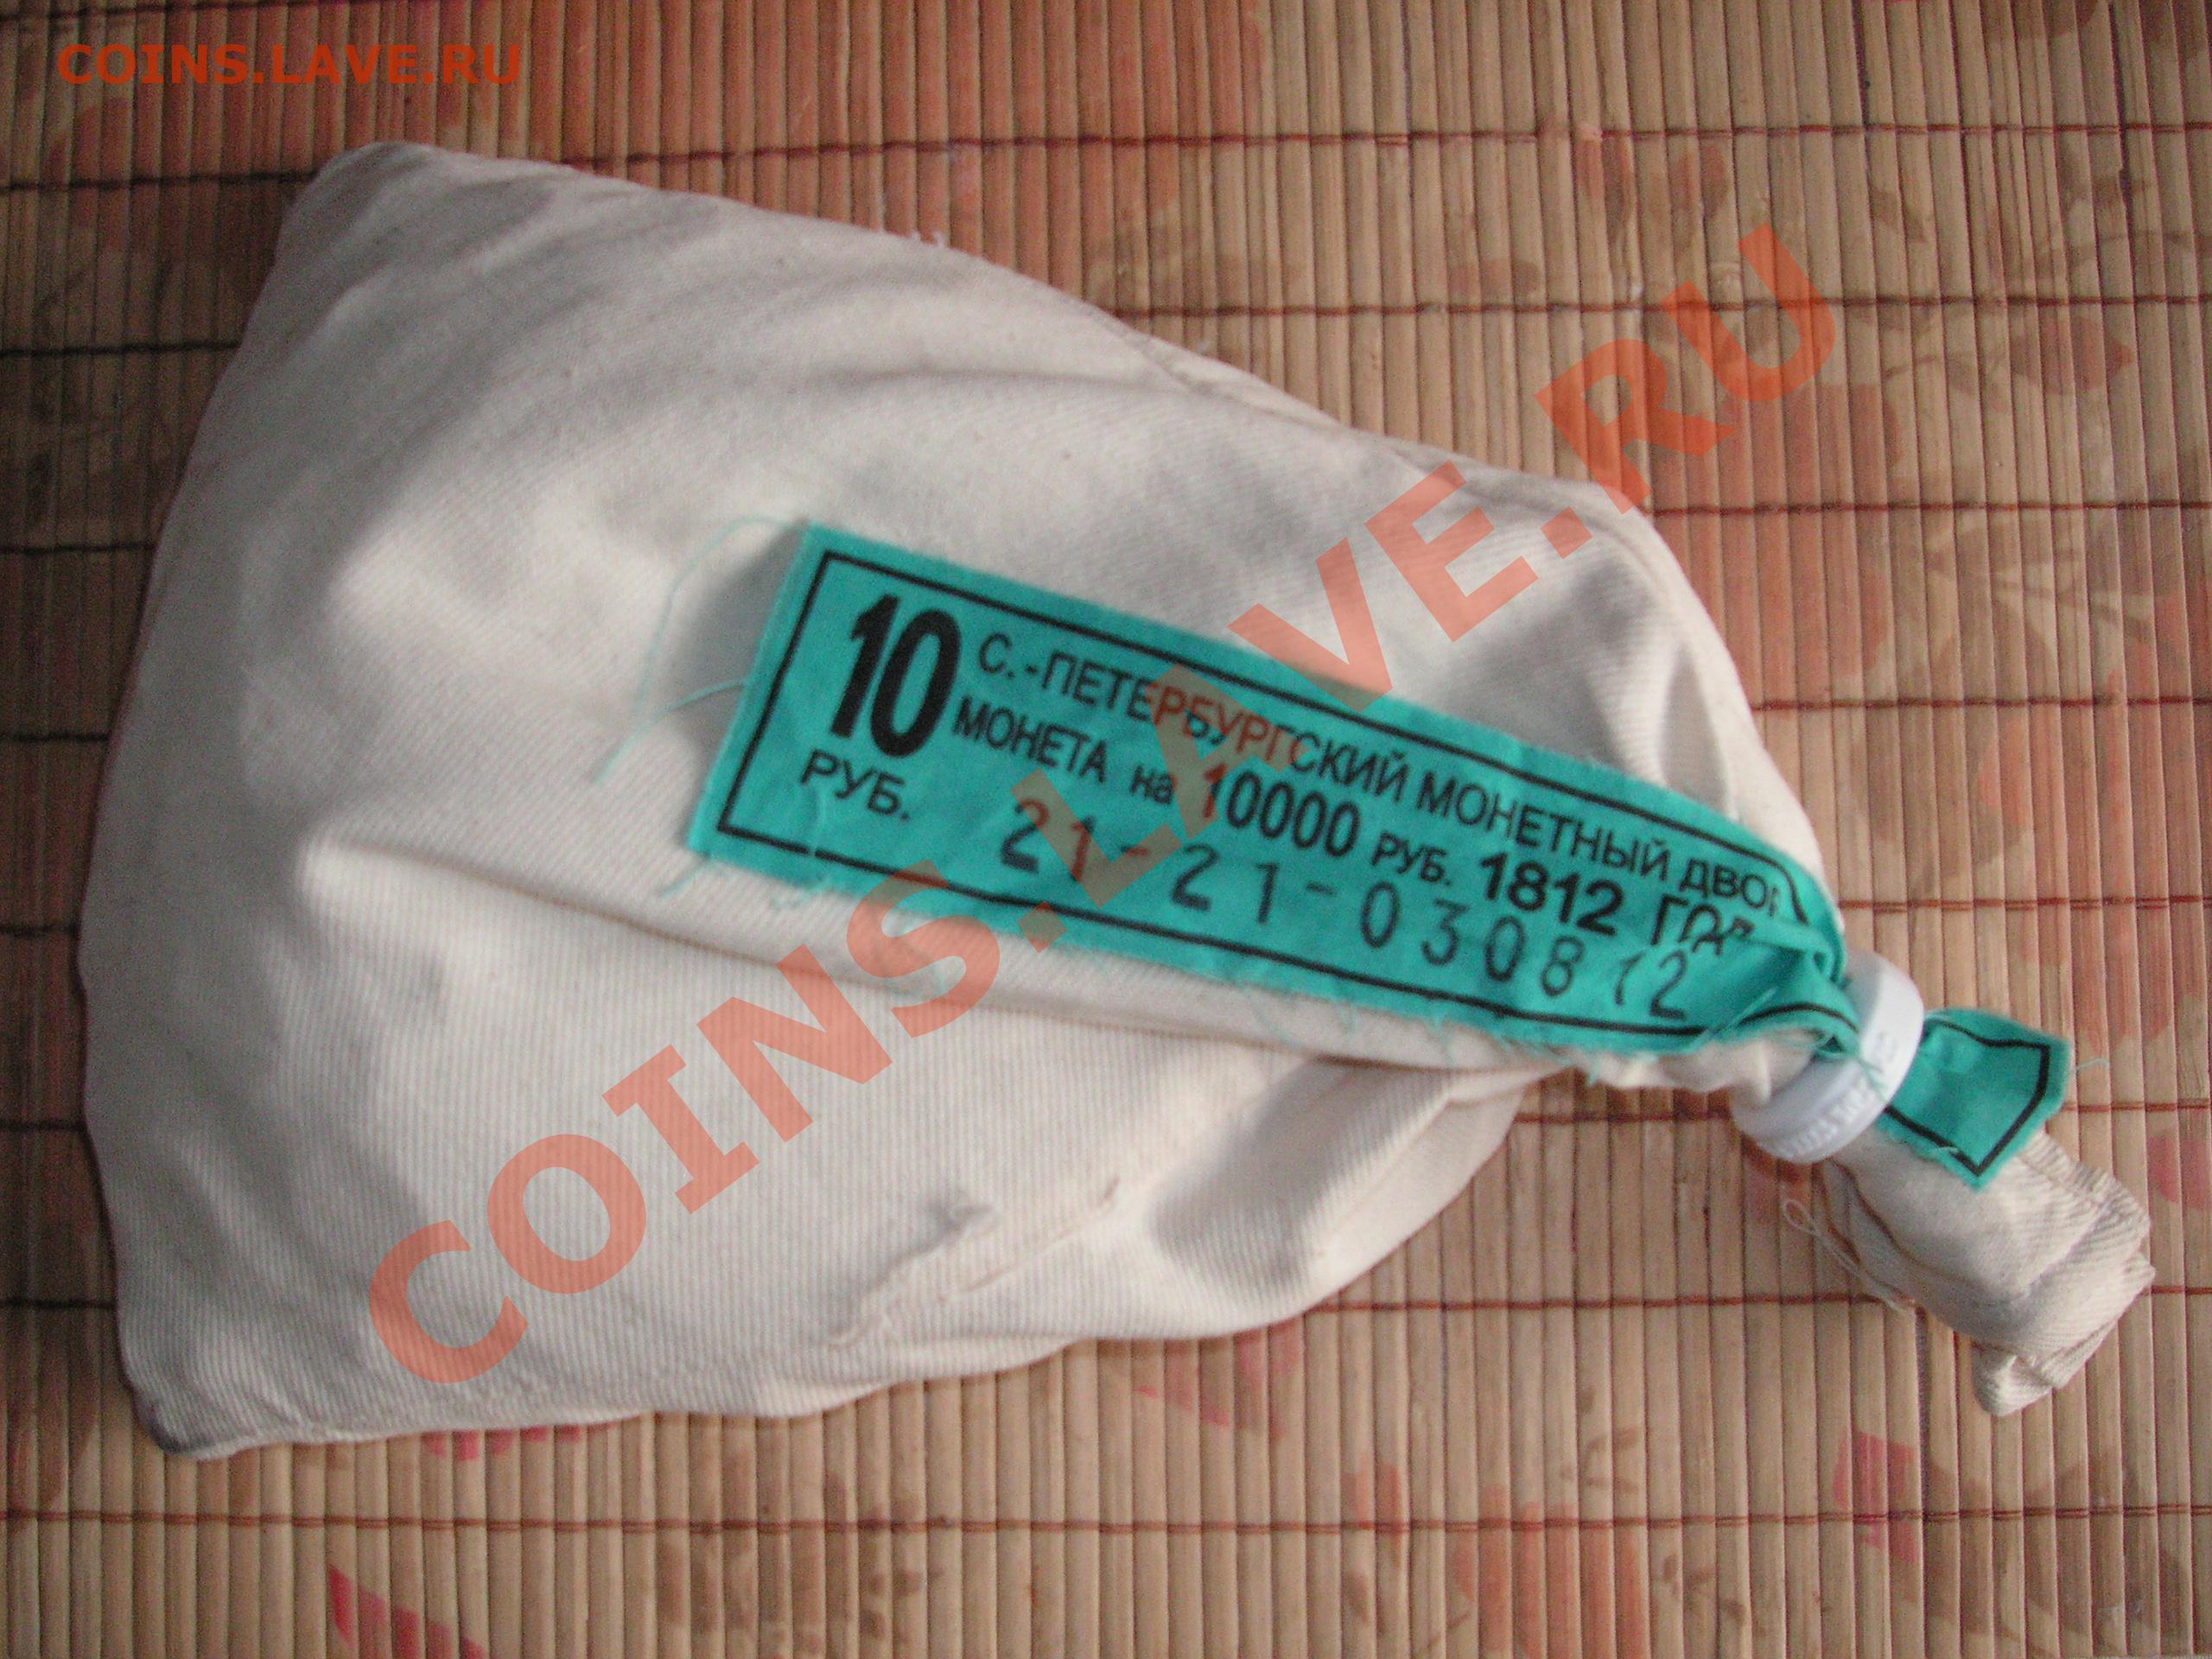 COINS.LAVE.RU
10 С.-ПЕТЕРБУРГСКИЙ МОНЕТНЫЙ ДВОР
РУБ. МОНЕТА на 10000 РУБ. 1812 ГОД
21-21-030812
COINS.LAVE.RU